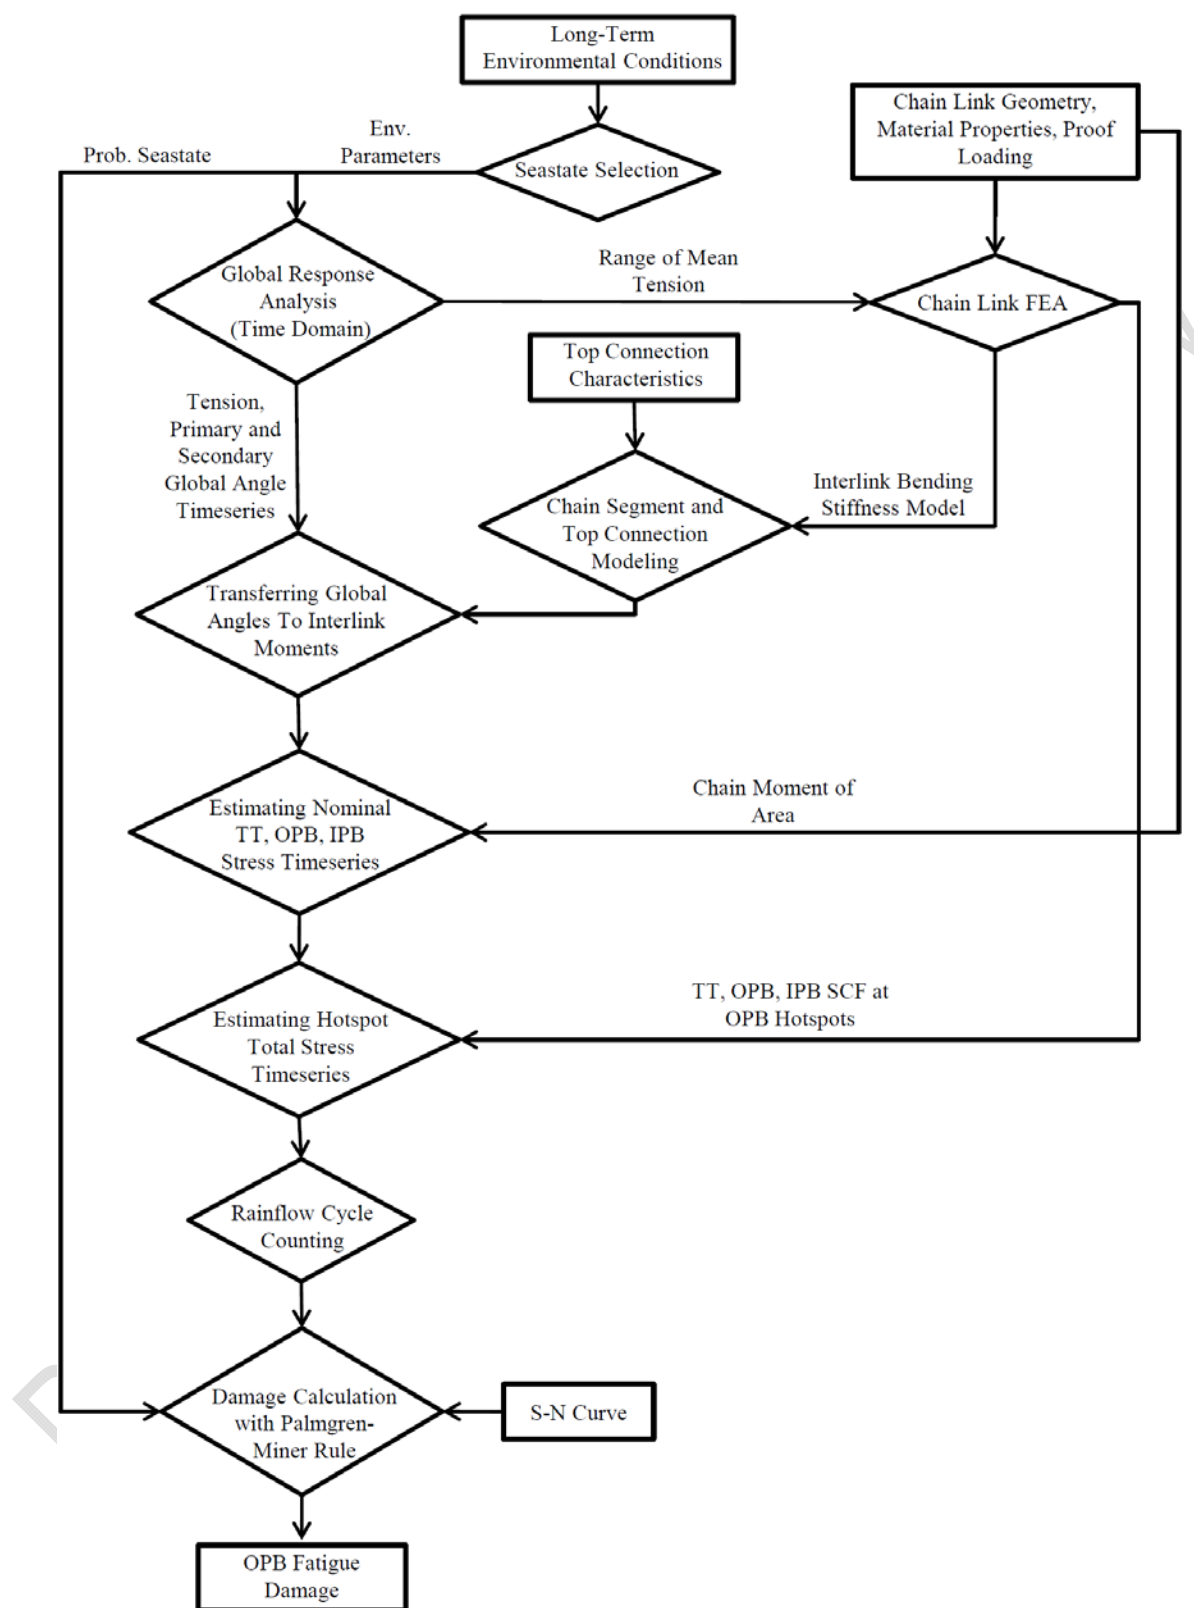 Long-Term
Environmental Conditions
Chain Link Geometry,
Material Properties, Proof
Loading
Env.
Parameters
Prob. Seastate
Seastate Selection
Global Response
Analysis
(Time Domain)
Range of Mean
Tension
Chain Link FEA
Top Connection
Characteristics
Tension,
Primary and
Secondary
Global Angle
Timeseries
Chain Segment and
Top Connection
Modeling
Interlink Bending
Stiffness Model
Transferring Global
Angles To Interlink
Moments
Estimating Nominal
TT, OPB, IPB
Stress Timeseries
Chain Moment of
Area
Estimating Hotspot
Total Stress
Timeseries
TT, OPB, IPB SCF at
OPB Hotspots
Rainflow Cycle
Counting
Damage Calculation
with Palmgren-
Miner Rule
S-N Curve
OPB Fatigue
Damage